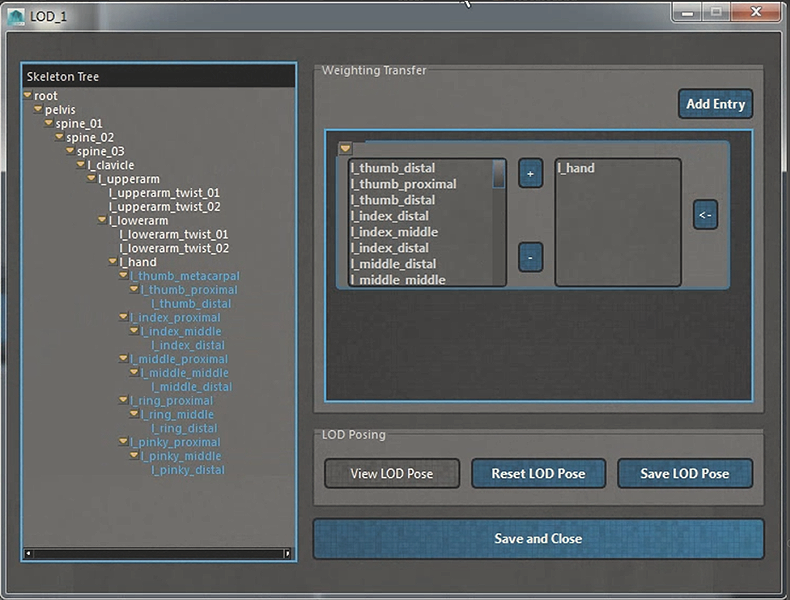 LOD_1
Skeleton Tree
root
pelvis
spine_01
spine_02
spine_03
l_clavicle
l_upperarm
l_upperarm_twist_01
l_upperarm_twist_02
l_lowerarm
l_lowerarm_twist_01
l_lowerarm_twist_02
l_hand
l_thumb_metacarpal
l_thumb_proximal
l_thumb_distal
l_index_proximal
l_index_middle
l_index_distal
l_middle_proximal
l_middle_middle
l_middle_distal
l_ring_proximal
l_ring_middle
l_ring_distal
l_pinky_proximal
l_pinky_middle
l_pinky_distal
Weighting Transfer
Add Entry
l_thumb_distal
l_thumb_proximal
l_thumb_distal
l_index_distal
l_index_middle
l_index_distal
l_middle_distal
l_middle_middle
+
-
l_hand
<-
LOD Posing
View LOD Pose
Reset LOD Pose
Save LOD Pose
Save and Close